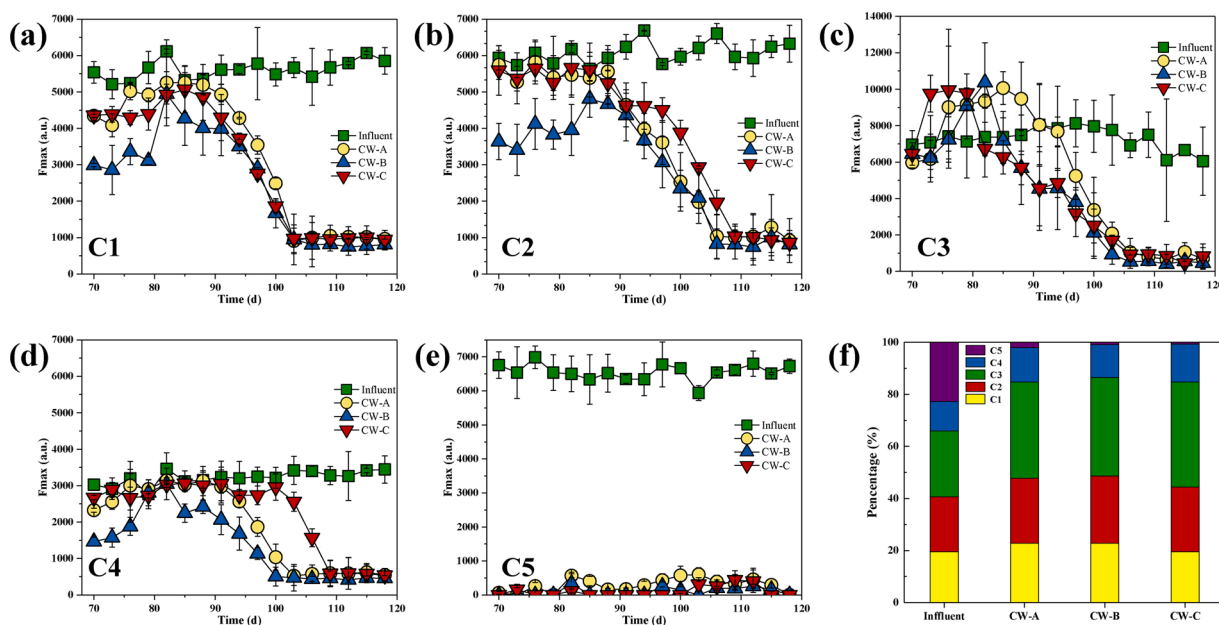 (a)
Fmax (a.u.)
7000
6000
5000
4000
3000
2000
1000
0
Influent
CW-A
CW-B
CW-C
C1
70 80 90 100 110 120
Time (d)
(b)
Fmax (a.u.)
7000
6000
5000
4000
3000
2000
1000
0
Influent
CW-A
CW-B
CW-C
C2
70 80 90 100 110 120
Time (d)
(c)
Fmax (a.u.)
14000
12000
10000
8000
6000
4000
2000
0
Influent
CW-A
CW-B
CW-C
C3
70 80 90 100 110 120
Time (d)
(d)
Fmax (a.u.)
7000
6000
5000
4000
3000
2000
1000
0
Influent
CW-A
CW-B
CW-C
C4
70 80 90 100 110 120
Time (d)
(e)
Fmax (a.u.)
7000
6000
5000
4000
3000
2000
1000
0
Influent
CW-A
CW-B
CW-C
C5
70 80 90 100 110 120
Time (d)
(f)
Pencentage (%)
100
80
60
40
20
0
C5
C4
C3
C2
C1
Inffluent CW-A CW-B CW-C